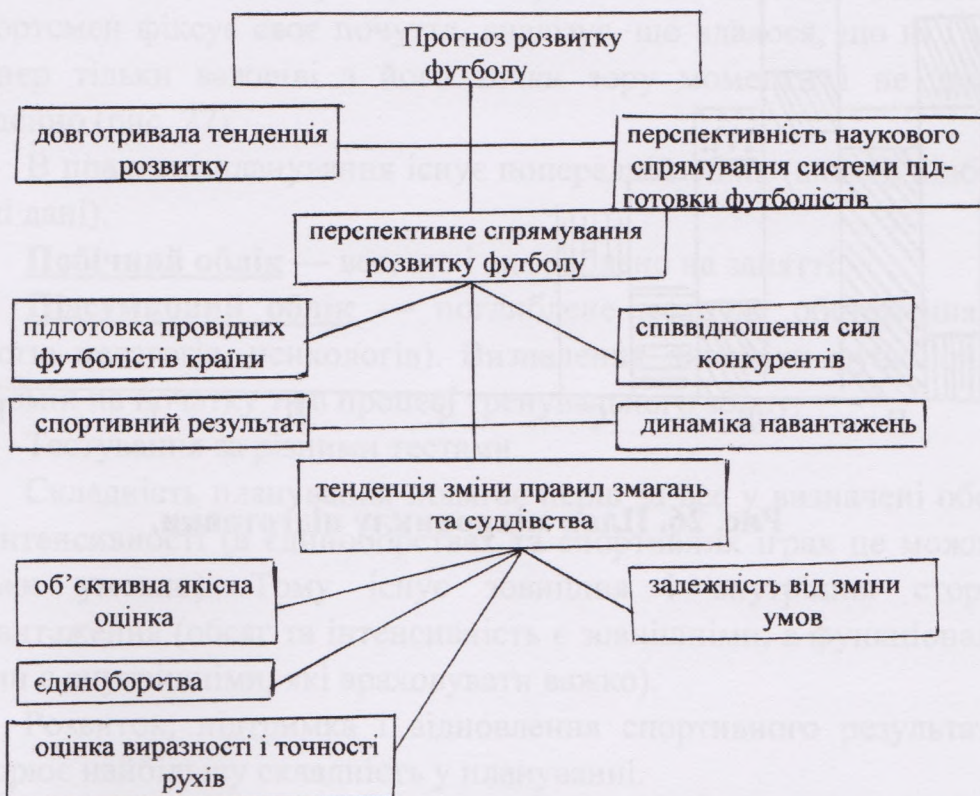 Прогноз розвитку
футболу
довготривала тенденція
розвитку
перспективність наукового
спрямування системи під-
готовки футболістів
перспективне спрямування
розвитку футболу
підготовка провідних
футболістів країни
співвідношення сил
конкурентів
спортивний результат
динаміка навантажень
тенденція зміни правил змагань
та суддівства
об’єктивна кількісна
оцінка
залежність від зміни
умов
єдиноборства
оцінка виразності і точності
рухів